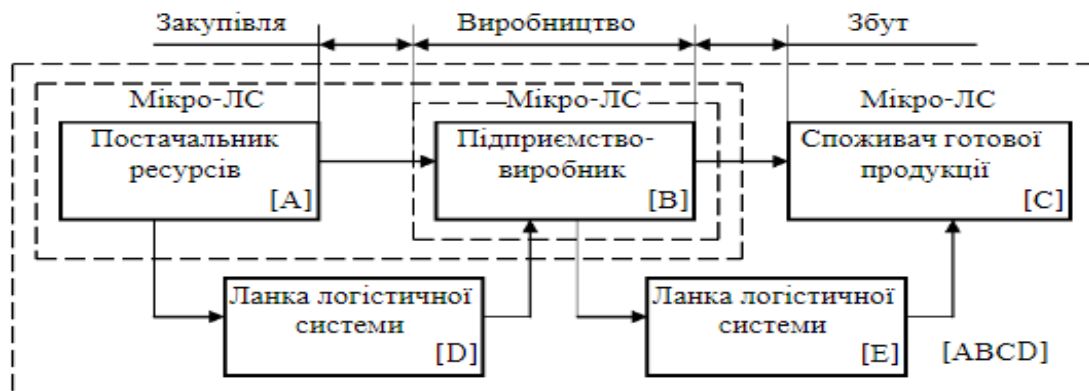 Закупівля Виробництво Збут
Мікро-ЛС Мікро-ЛС Мікро-ЛС
Постачальник ресурсів [A]
Підприємство-виробник [B]
Споживач готової продукції [C]
Ланка логістичної системи [D]
Ланка логістичної системи [E]
[ABCD]